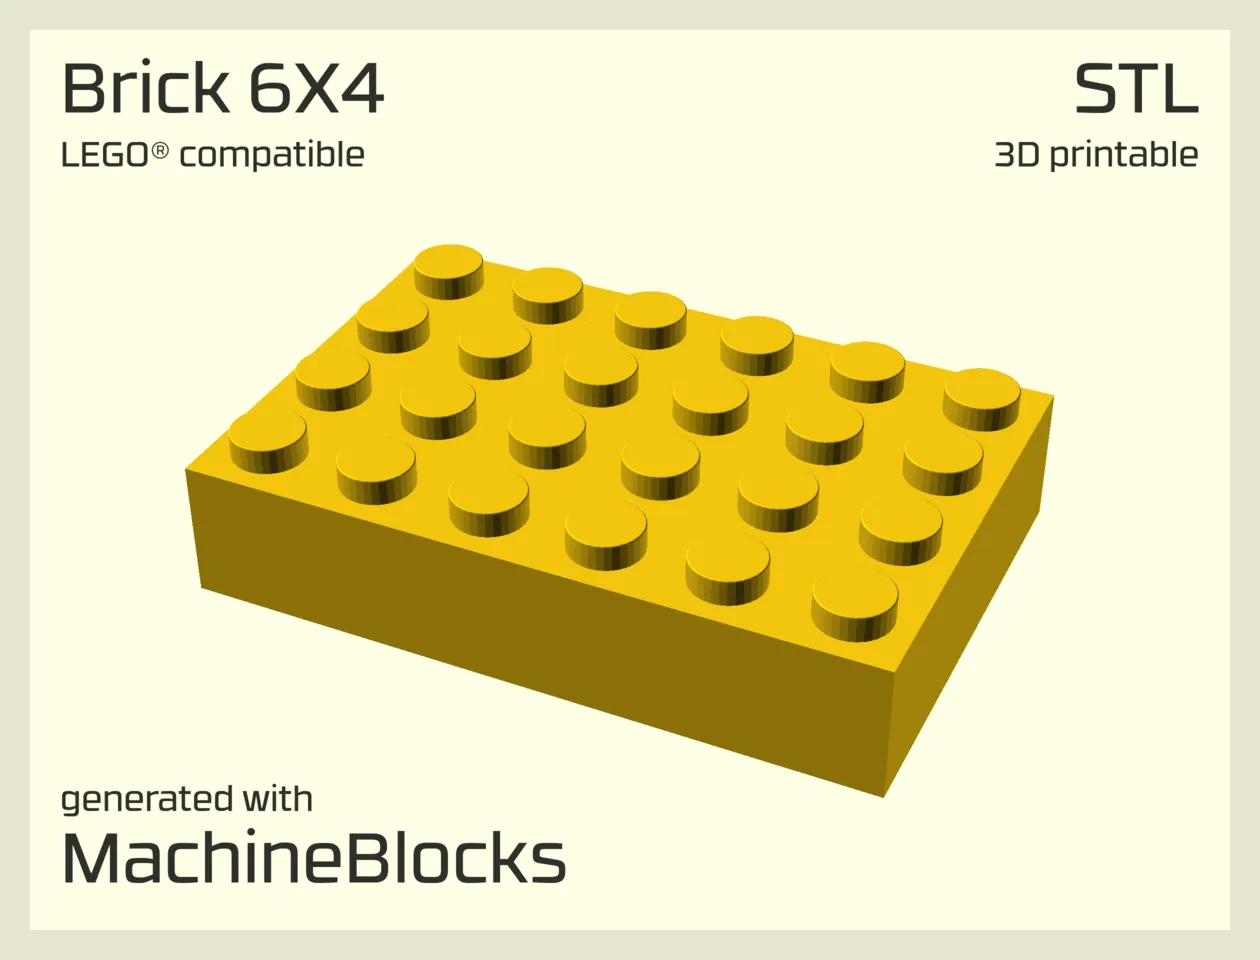 Brick 6X4
LEGO® compatible
STL
3D printable
generated with
MachineBlocks